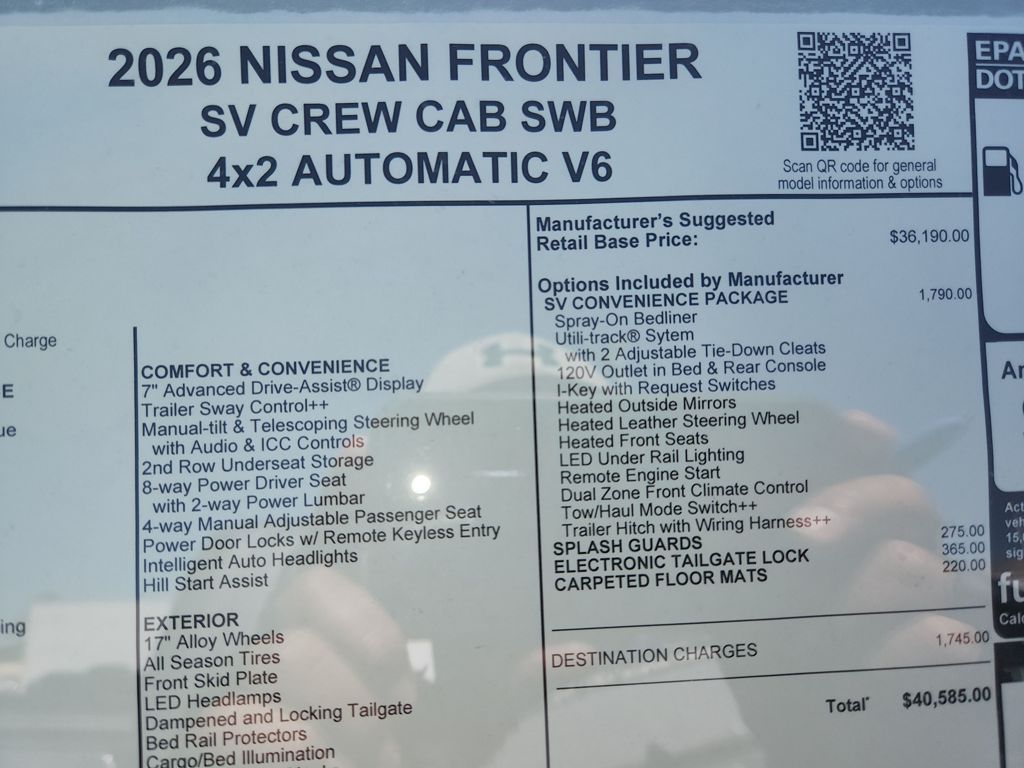 2026 NISSAN FRONTIER
SV CREW CAB SWB
4x2 AUTOMATIC V6
Scan QR code for general
model information & options
EPA
DOT
Charge
E
ue
ing
COMFORT & CONVENIENCE
7" Advanced Drive-Assist® Display
Trailer Sway Control++
Manual-tilt & Telescoping Steering Wheel
with Audio & ICC Controls
2nd Row Underseat Storage
8-way Power Driver Seat
with 2-way Power Lumbar
4-way Manual Adjustable Passenger Seat
Power Door Locks w/ Remote Keyless Entry
Intelligent Auto Headlights
Hill Start Assist
EXTERIOR
17" Alloy Wheels
All Season Tires
Front Skid Plate
LED Headlamps
Dampened and Locking Tailgate
Bed Rail Protectors
Cargo/Bed Illumination
Manufacturer's Suggested
Retail Base Price: $36,190.00
Options Included by Manufacturer
SV CONVENIENCE PACKAGE 1,790.00
Spray-On Bedliner
Utili-track® Sytem
with 2 Adjustable Tie-Down Cleats
120V Outlet in Bed & Rear Console
I-Key with Request Switches
Heated Outside Mirrors
Heated Leather Steering Wheel
Heated Front Seats
LED Under Rail Lighting
Remote Engine Start
Dual Zone Front Climate Control
Tow/Haul Mode Switch++
Trailer Hitch with Wiring Harness++
SPLASH GUARDS 275.00
ELECTRONIC TAILGATE LOCK 365.00
CARPETED FLOOR MATS 220.00
DESTINATION CHARGES 1,745.00
Total* $40,585.00
Ar
Act
veh
15,
sig
fu
Calc